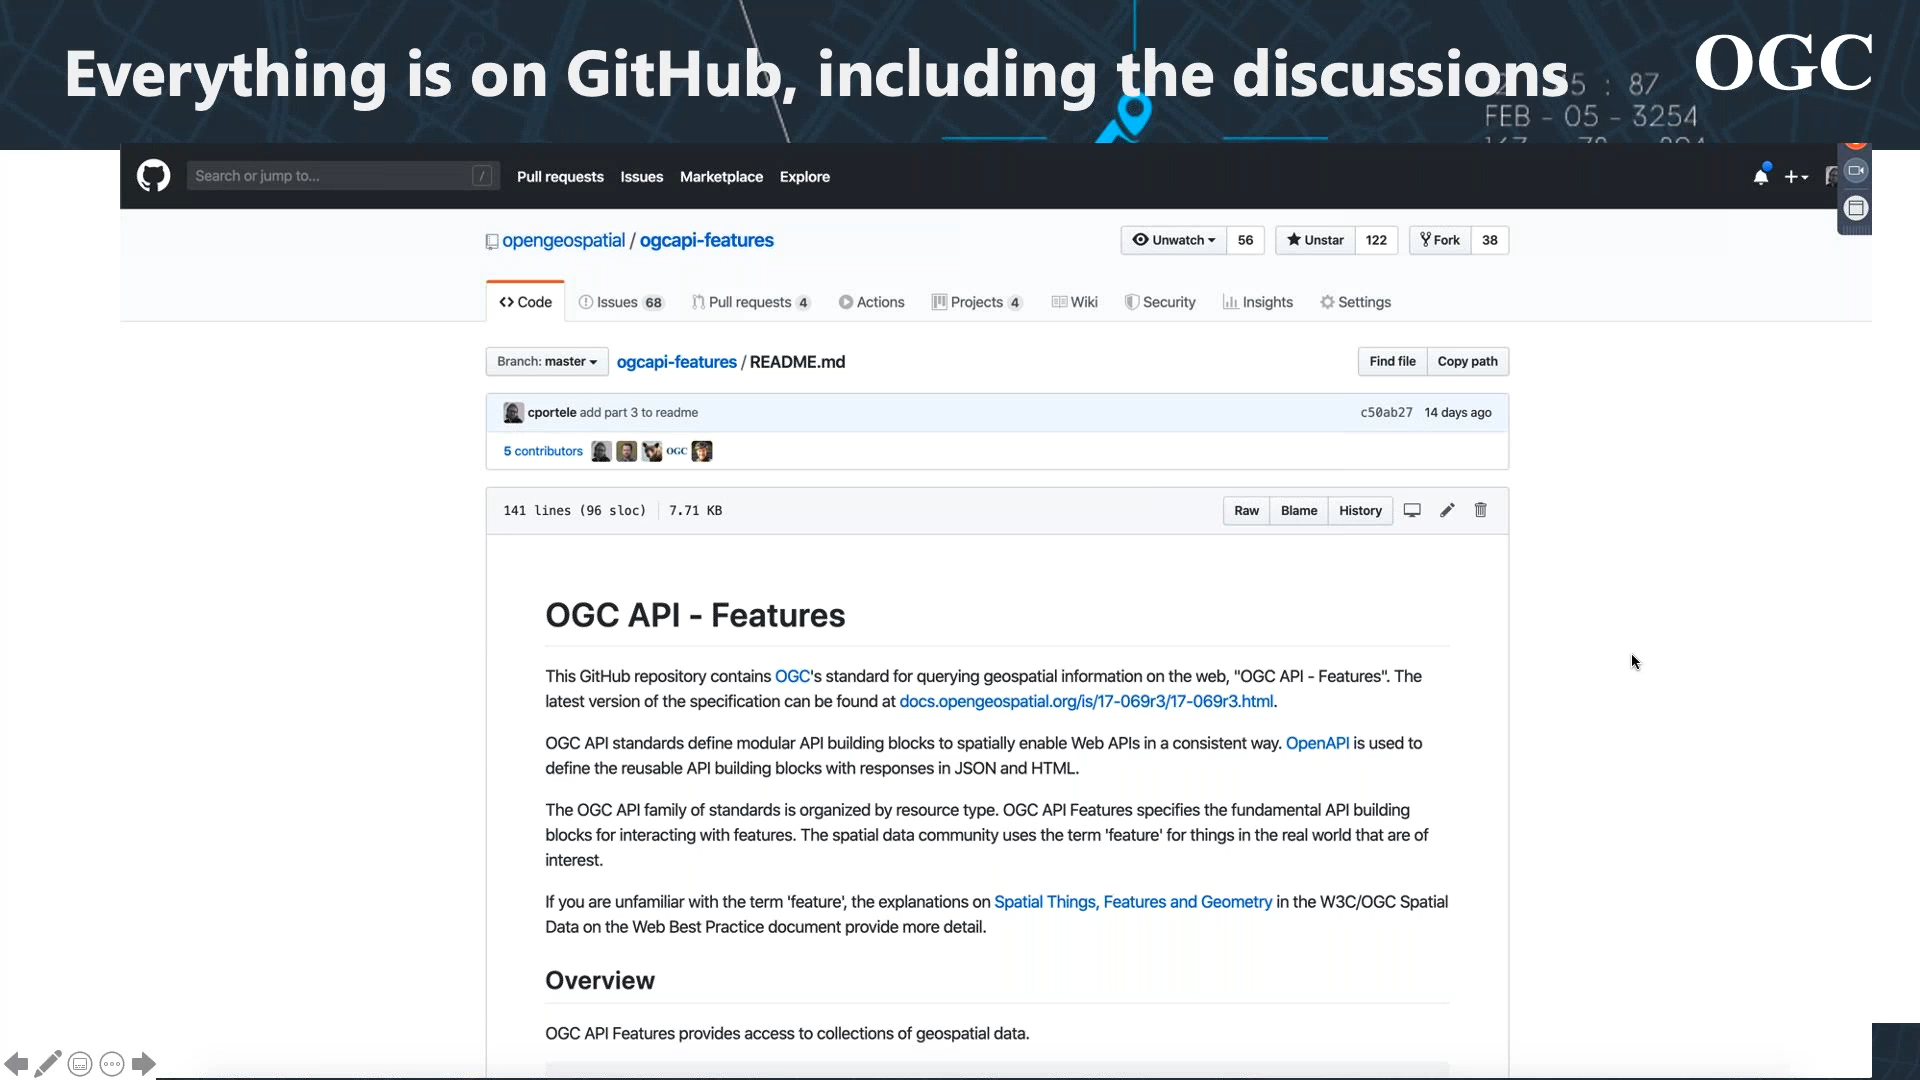 Everything is on GitHub, including the discussions
OGC
5 : 87
FEB - 05 - 3254
Search or jump to... /
Pull requests Issues Marketplace Explore
opengeospatial / ogcapi-features
Unwatch 56 Unstar 122 Fork 38
Code Issues 68 Pull requests 4 Actions Projects 4 Wiki Security Insights Settings
Branch: master ogcapi-features / README.md Find file Copy path
cportele add part 3 to readme c50ab27 14 days ago
5 contributors OGC
141 lines (96 sloc) 7.71 KB Raw Blame History
OGC API - Features
This GitHub repository contains OGC's standard for querying geospatial information on the web, "OGC API - Features". The
latest version of the specification can be found at docs.opengeospatial.org/is/17-069r3/17-069r3.html.
OGC API standards define modular API building blocks to spatially enable Web APIs in a consistent way. OpenAPI is used to
define the reusable API building blocks with responses in JSON and HTML.
The OGC API family of standards is organized by resource type. OGC API Features specifies the fundamental API building
blocks for interacting with features. The spatial data community uses the term 'feature' for things in the real world that are of
interest.
If you are unfamiliar with the term 'feature', the explanations on Spatial Things, Features and Geometry in the W3C/OGC Spatial
Data on the Web Best Practice document provide more detail.
Overview
OGC API Features provides access to collections of geospatial data.